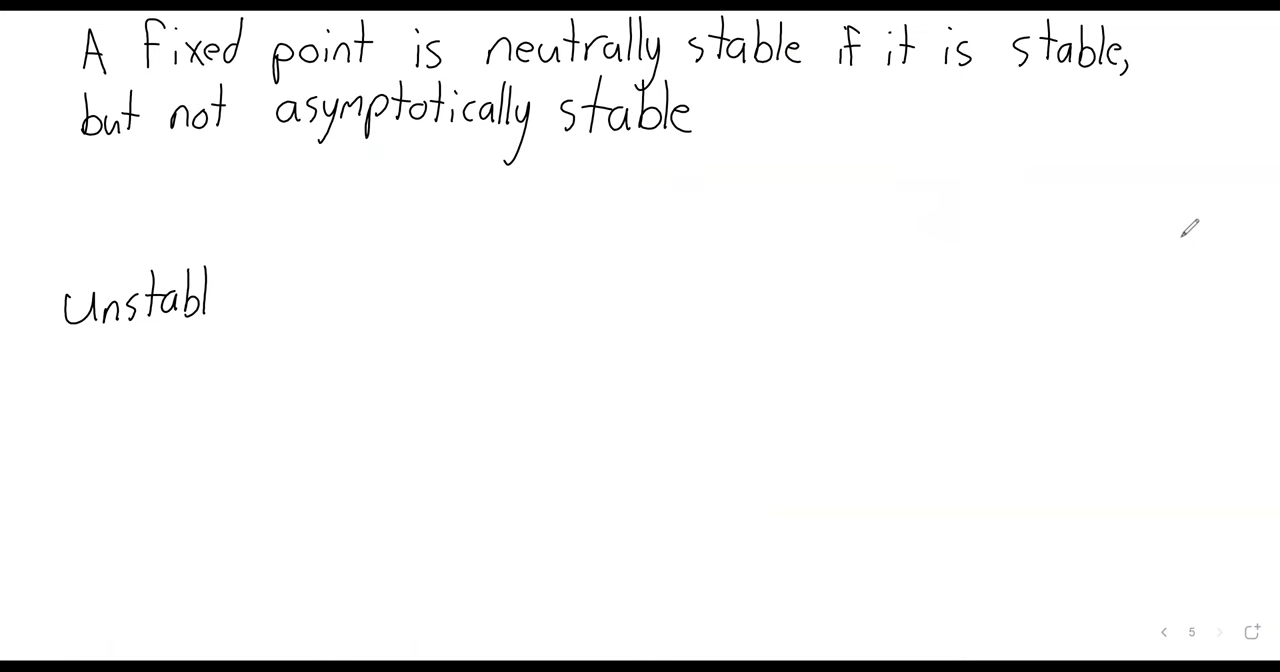 A fixed point is neutrally stable if it is stable,
but not asymptotically stable
Unstabl
< 5 >